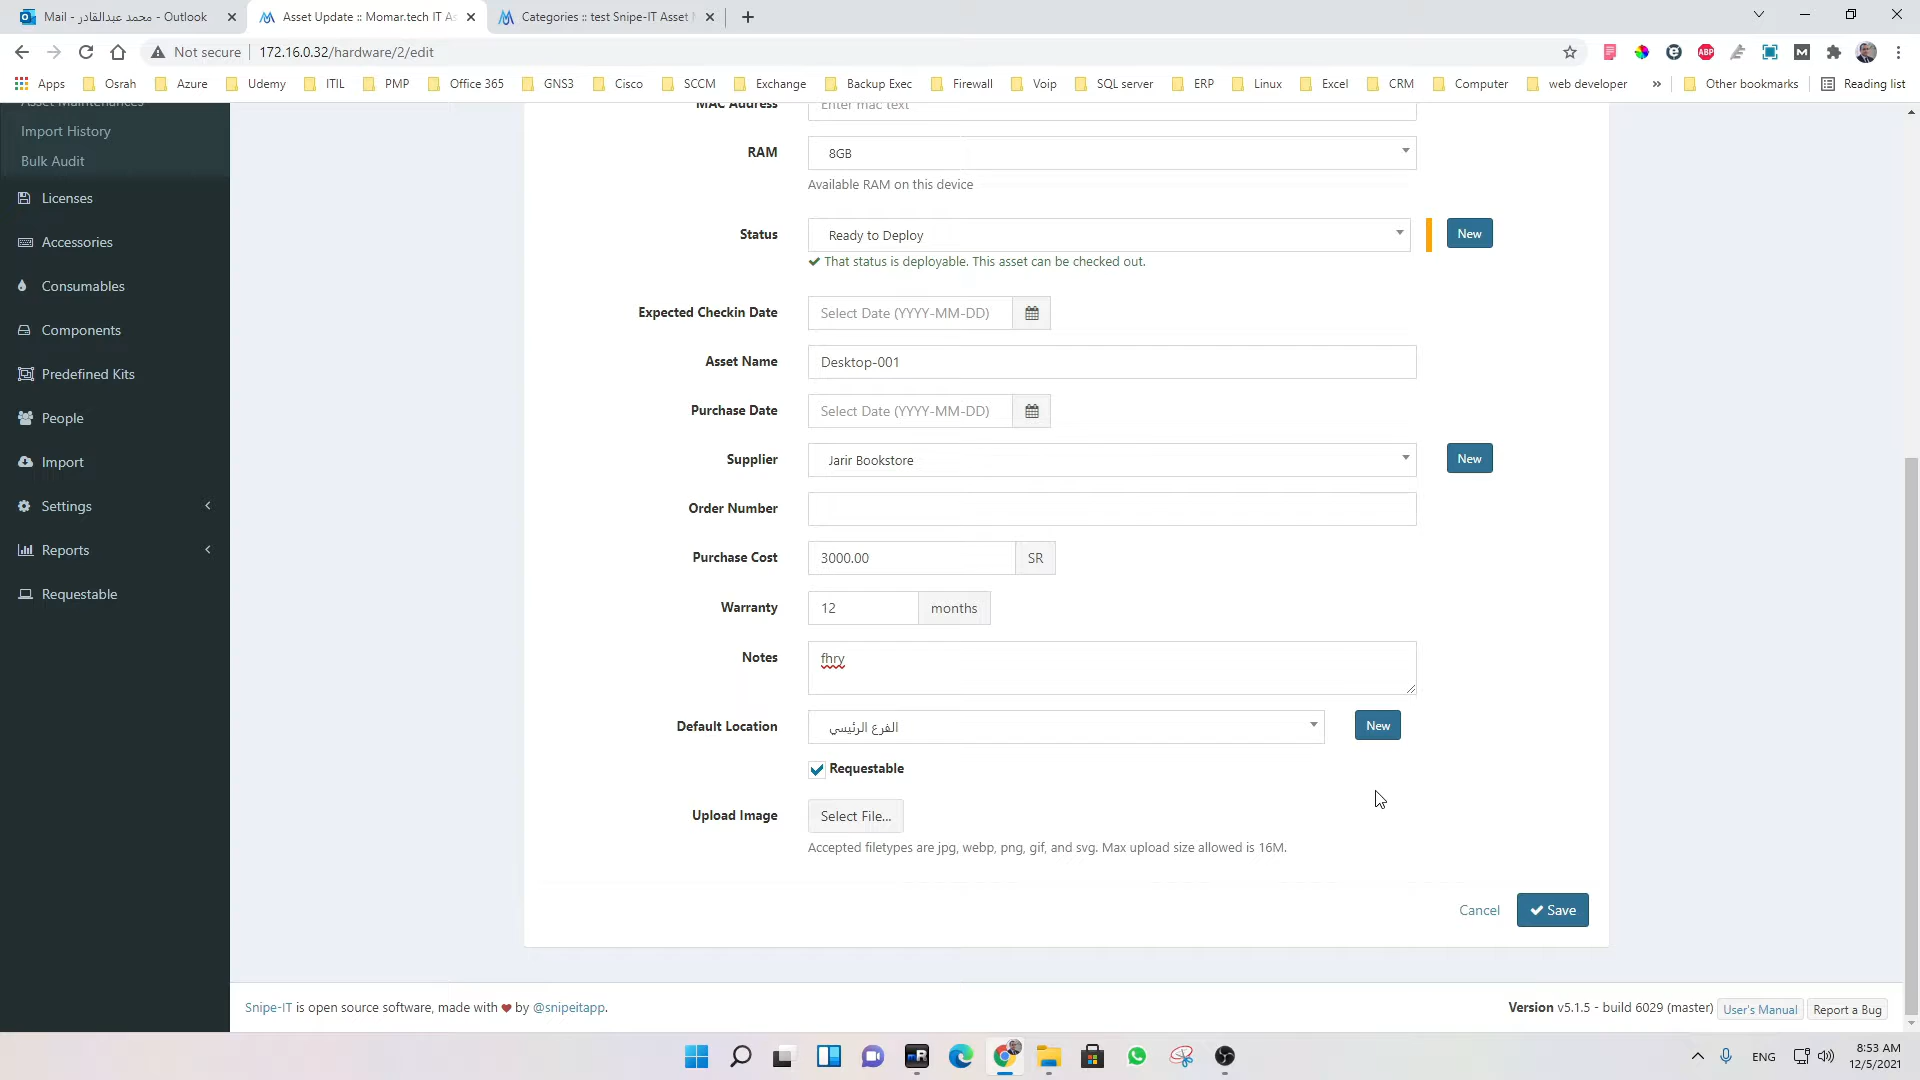 Mail - محمد عبدالقادر - Outlook
Asset Update :: Momar.tech IT As
Categories :: test Snipe-IT Asset
Not secure
172.16.0.32/hardware/2/edit
Apps
Osrah
Azure
Udemy
ITIL
PMP
Office 365
GNS3
Cisco
SCCM
Exchange
Backup Exec
Firewall
Voip
SQL server
ERP
Linux
Excel
CRM
Computer
web developer
»
Other bookmarks
Reading list
Asset Maintenances
Import History
Bulk Audit
Licenses
Accessories
Consumables
Components
Predefined Kits
People
Import
Settings
Reports
Requestable
MAC Address
Enter mac text
RAM
8GB
Available RAM on this device
Status
Ready to Deploy
New
That status is deployable. This asset can be checked out.
Expected Checkin Date
Select Date (YYYY-MM-DD)
Asset Name
Desktop-001
Purchase Date
Select Date (YYYY-MM-DD)
Supplier
Jarir Bookstore
New
Order Number
Purchase Cost
3000.00
SR
Warranty
12
months
Notes
fhry
Default Location
الفرع الرئيسي
New
Requestable
Upload Image
Select File...
Accepted filetypes are jpg, webp, png, gif, and svg. Max upload size allowed is 16M.
Cancel
Save
Snipe-IT is open source software, made with ♥ by @snipeitapp.
Version v5.1.5 - build 6029 (master)
User's Manual
Report a Bug
ENG
8:53 AM
12/5/2021